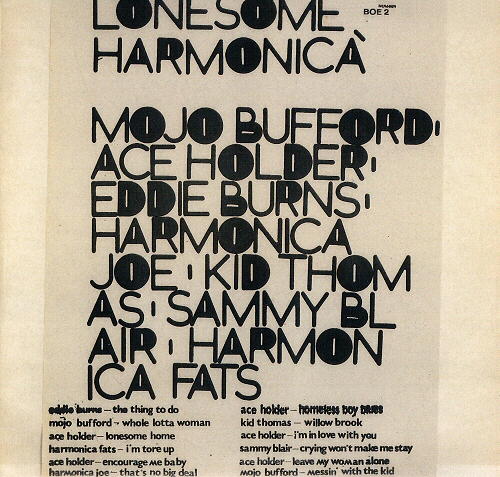 LONESOME
NUMBER
BOE 2
HARMONICÀ
MOJO BUFFORD·
ACE HOLDER·
EDDIE BURNS·
HARMONICA
JOE·KID THOM
AS·SAMMY BL
AIR·HARMON
ICA FATS
eddie burns – the thing to do
mojo bufford – whole lotta woman
ace holder – lonesome home
harmonica fats – i'm tore up
ace holder – encourage me baby
harmonica joe – that's no big deal
ace holder – homeless boy blues
kid thomas – willow brook
ace holder – i'm in love with you
sammy blair – crying won't make me stay
ace holder – leave my woman alone
mojo bufford – messin' with the kid